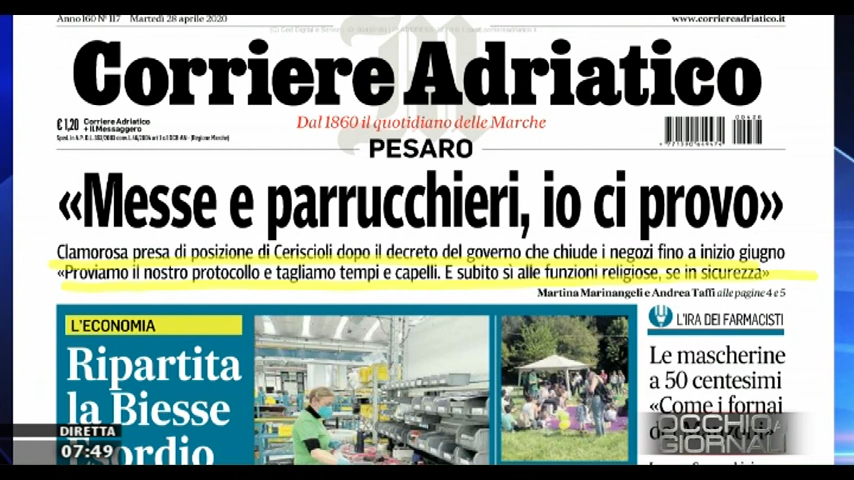 Anno 160 N° 117 Martedì 28 aprile 2020 www.corriereadriatico.it
Corriere Adriatico
€ 1,20 Corriere Adriatico
+ Il Messaggero
Dal 1860 il quotidiano delle Marche
PESARO
«Messe e parrucchieri, io ci provo»
Clamorosa presa di posizione di Ceriscioli dopo il decreto del governo che chiude i negozi fino a inizio giugno
«Proviamo il nostro protocollo e tagliamo tempi e capelli. E subito sì alle funzioni religiose, se in sicurezza»
Martina Marinangeli e Andrea Taffi alle pagine 4 e 5
L'ECONOMIA
Ripartita
la Biesse
Esordio
L'IRA DEI FARMACISTI
Le mascherine
a 50 centesimi
«Come i fornai
DIRETTA
07:49
OCCHIO AI
GIORNALI